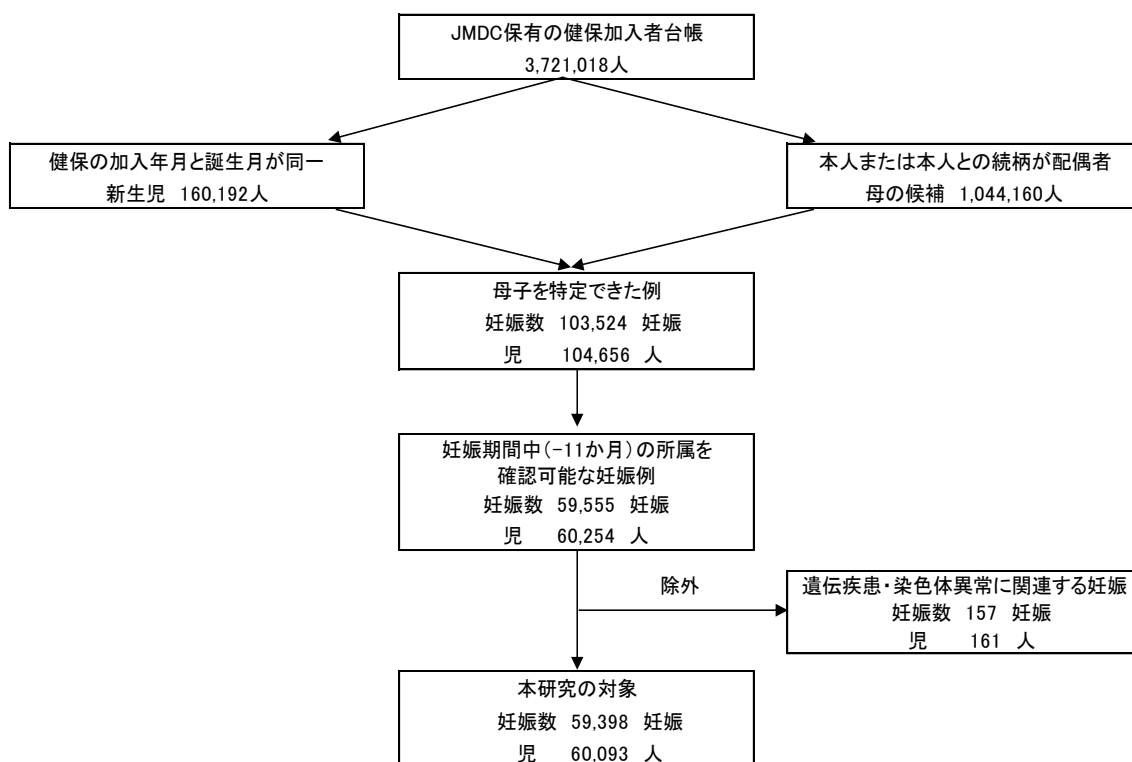 JMDC保有の健保加入者台帳
3,721,018人
健保の加入年月と誕生月が同一
新生児 160,192人
本人または本人との続柄が配偶者
母の候補 1,044,160人
母子を特定できた例
妊娠数 103,524 妊娠
児 104,656 人
妊娠期間中(-11か月)の所属を
確認可能な妊娠例
妊娠数 59,555 妊娠
児 60,254 人
除外
遺伝疾患・染色体異常に関連する妊娠
妊娠数 157 妊娠
児 161 人
本研究の対象
妊娠数 59,398 妊娠
児 60,093 人